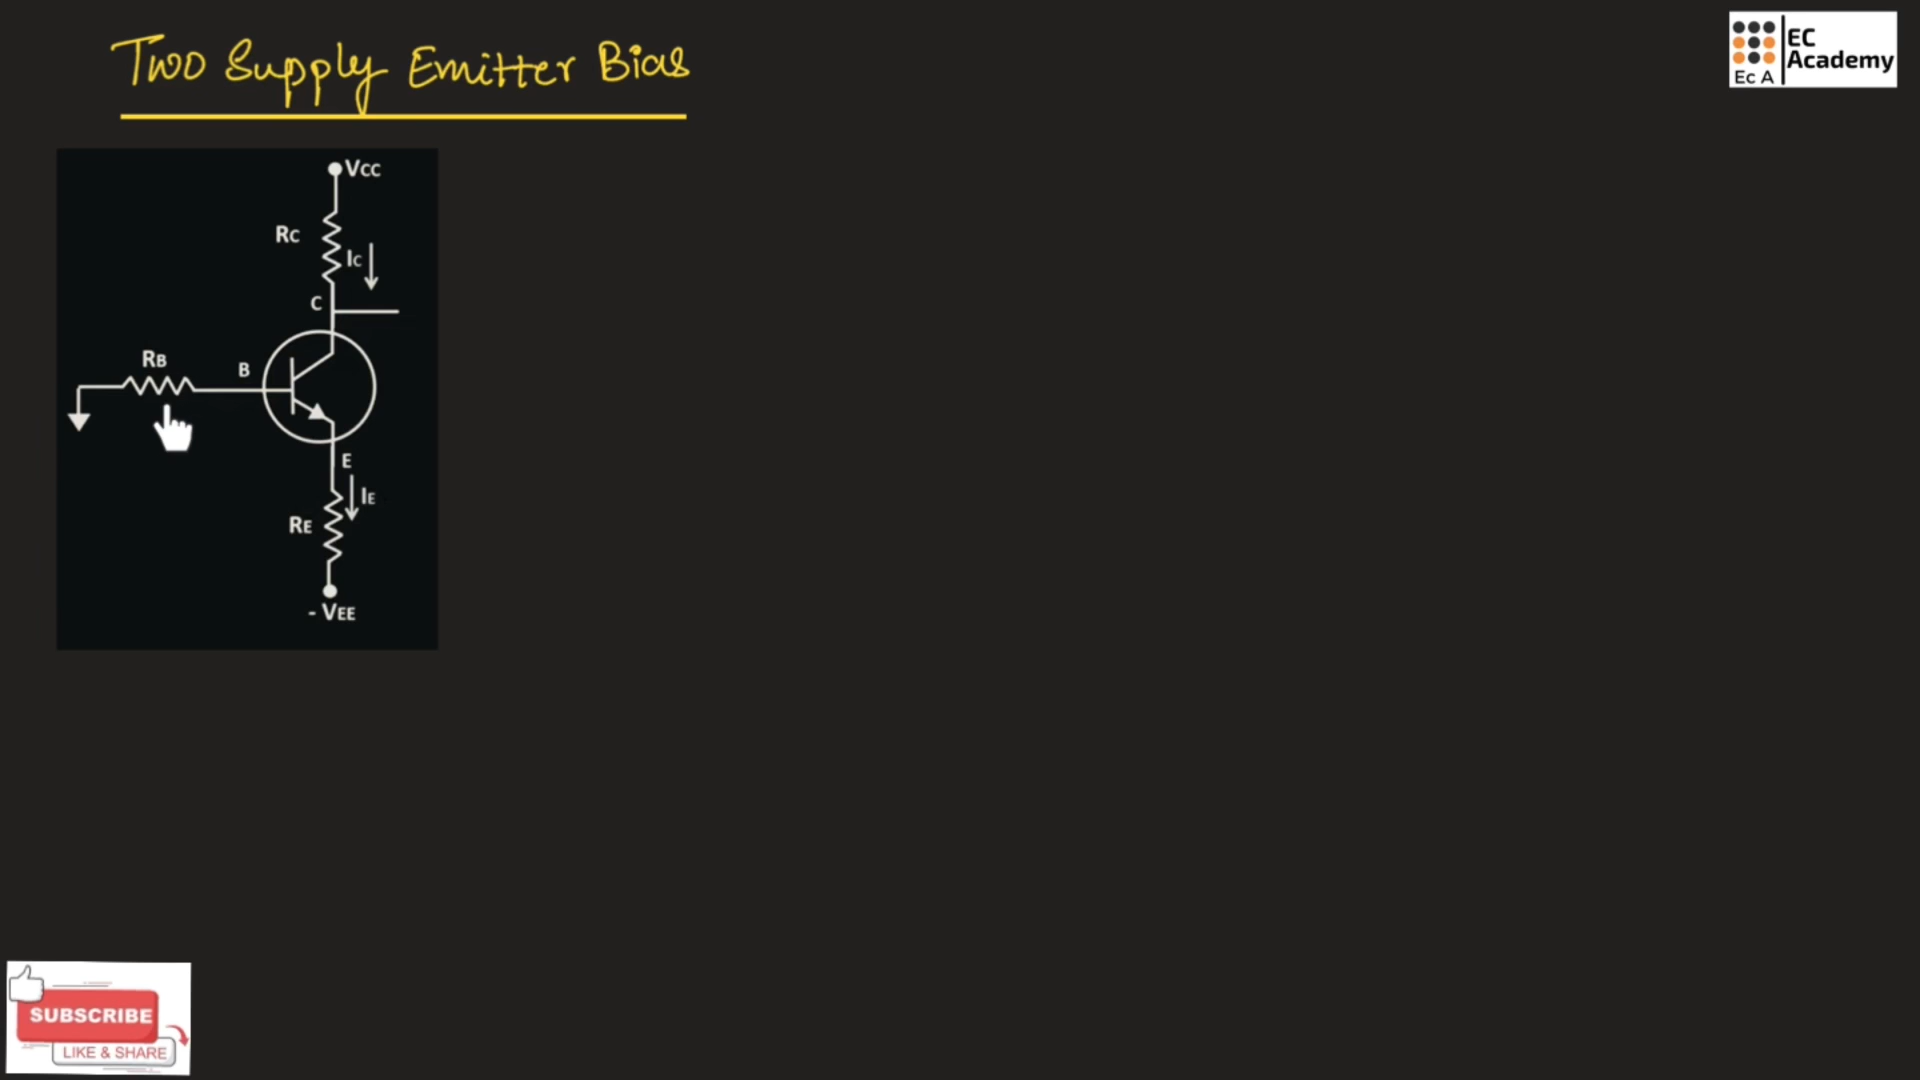 Two Supply Emitter Bias
EC
Academy
Ec A
VCC
RC
IC
C
RB
B
E
IE
RE
- VEE
SUBSCRIBE
LIKE & SHARE